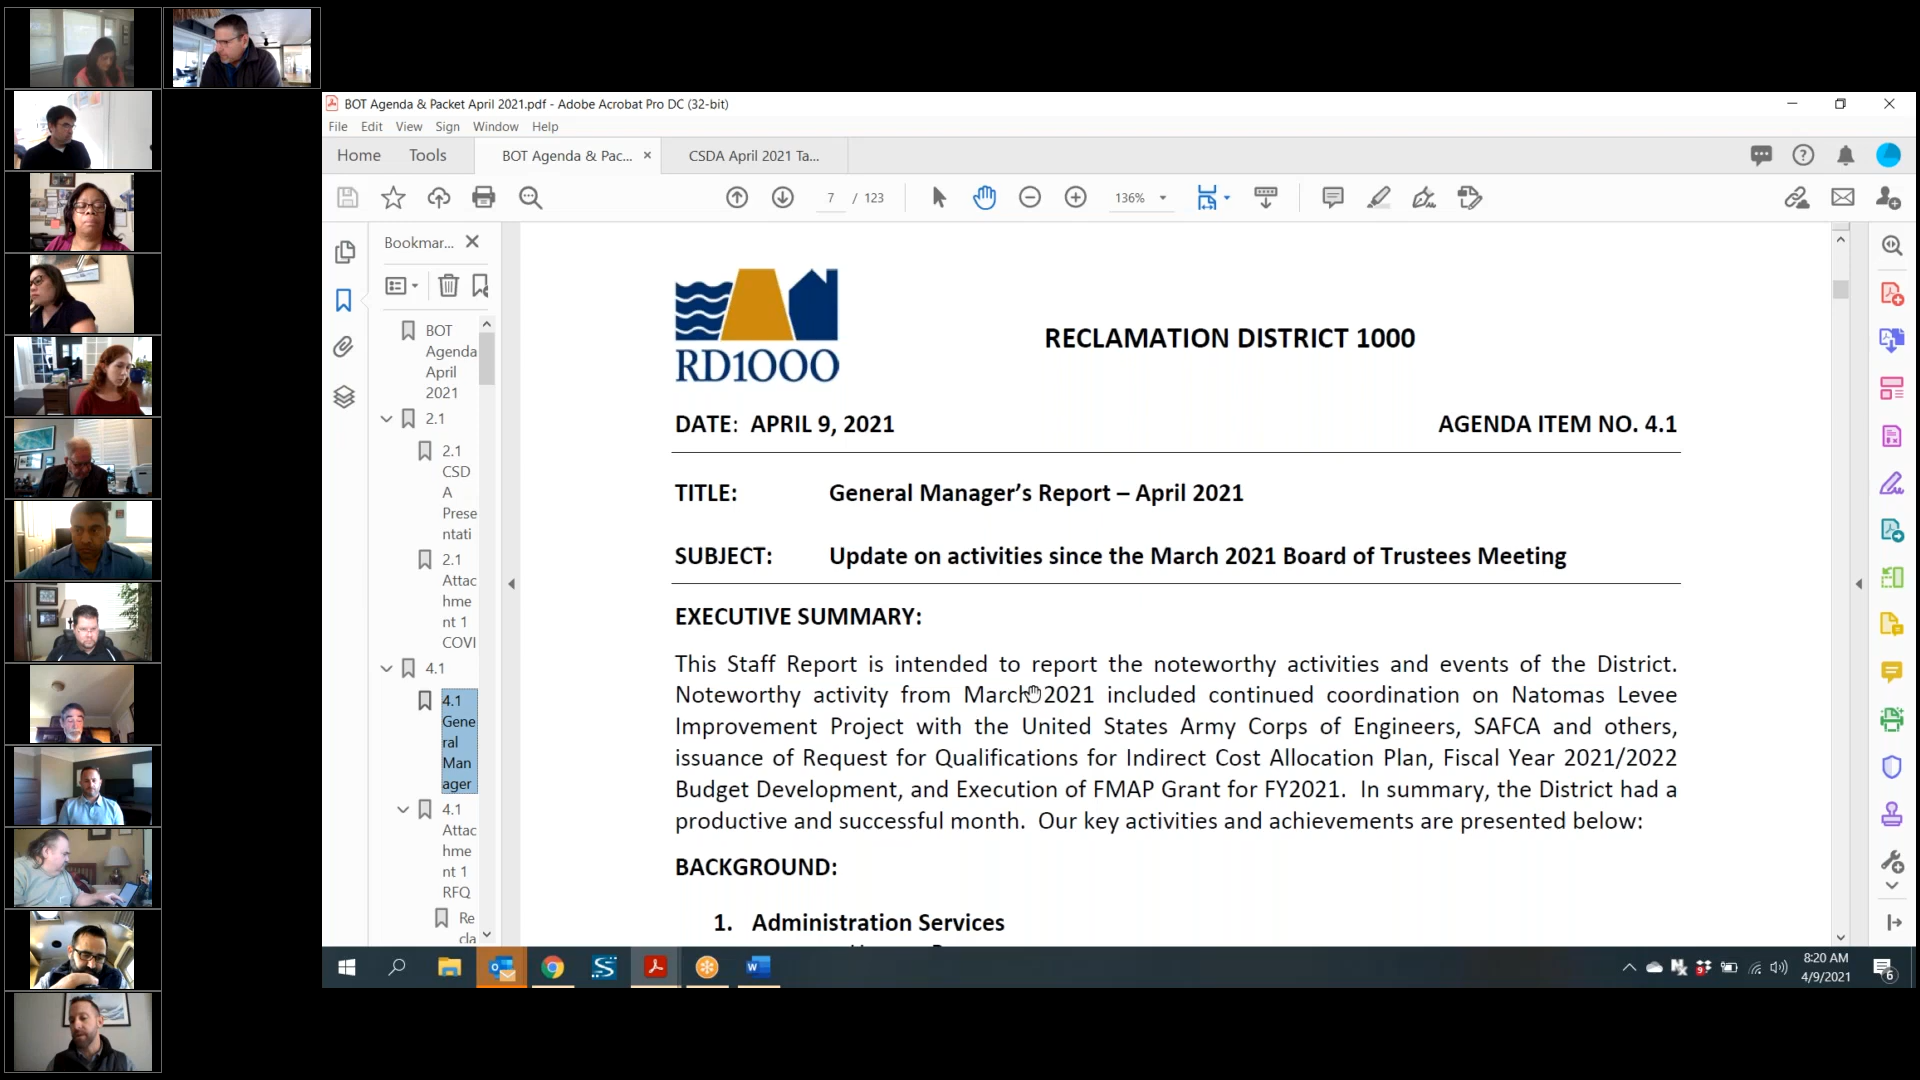 BOT Agenda & Packet April 2021.pdf - Adobe Acrobat Pro DC (32-bit)
File Edit View Sign Window Help
Home Tools BOT Agenda & Pac... × CSDA April 2021 Ta...
7 / 123 136%
Bookmar...
BOT
Agenda
April
2021
2.1
2.1
CSD
A
Prese
ntati
2.1
Attac
hme
nt 1
COVI
4.1
4.1
Gene
ral
Man
ager
4.1
Attac
hme
nt 1
RFQ
Re
cla
RD1000
RECLAMATION DISTRICT 1000
DATE: APRIL 9, 2021 AGENDA ITEM NO. 4.1
TITLE: General Manager’s Report – April 2021
SUBJECT: Update on activities since the March 2021 Board of Trustees Meeting
EXECUTIVE SUMMARY:
This Staff Report is intended to report the noteworthy activities and events of the District.
Noteworthy activity from March 2021 included continued coordination on Natomas Levee
Improvement Project with the United States Army Corps of Engineers, SAFCA and others,
issuance of Request for Qualifications for Indirect Cost Allocation Plan, Fiscal Year 2021/2022
Budget Development, and Execution of FMAP Grant for FY2021. In summary, the District had a
productive and successful month. Our key activities and achievements are presented below:
BACKGROUND:
1. Administration Services
8:20 AM
4/9/2021
6